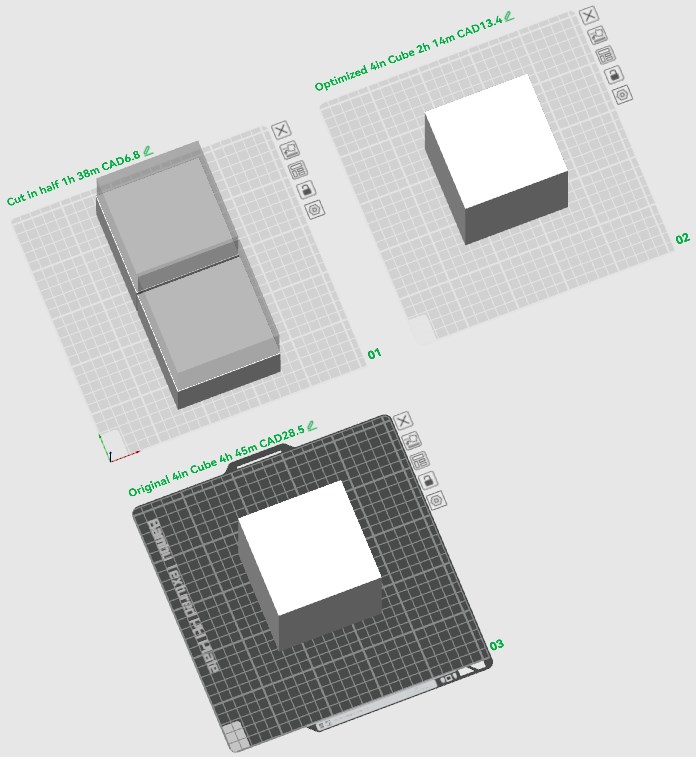 Optimized 4in Cube 2h 14m CAD13.4
Cut in half 1h 38m CAD6.8
02
01
Original 4in Cube 4h 45m CAD28.5
Bambu Textured PEI Plate
03